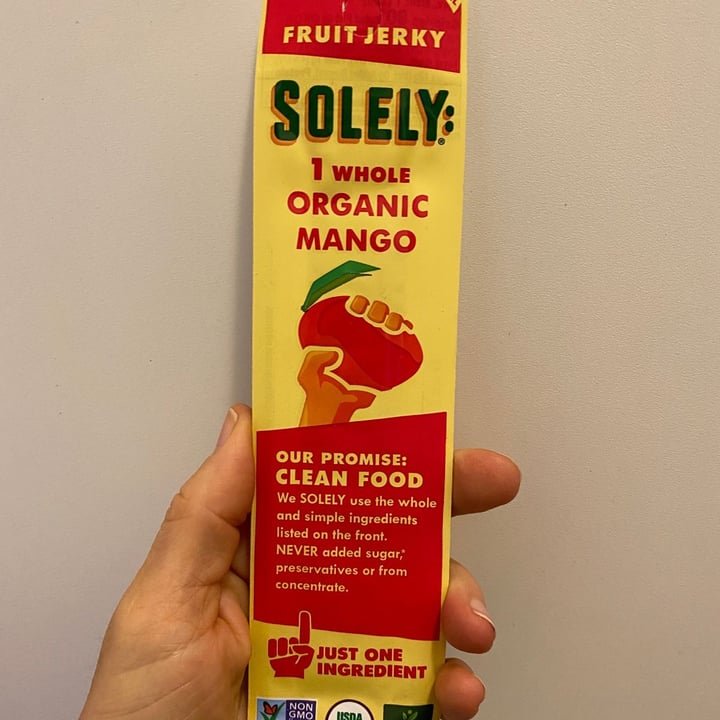 FRUIT JERKY
SOLELY:®
1 WHOLE
ORGANIC
MANGO
OUR PROMISE:
CLEAN FOOD
We SOLELY use the whole
and simple ingredients
listed on the front.
NEVER added sugar,*
preservatives or from
concentrate.
JUST ONE
INGREDIENT
NON
GMO
USDA